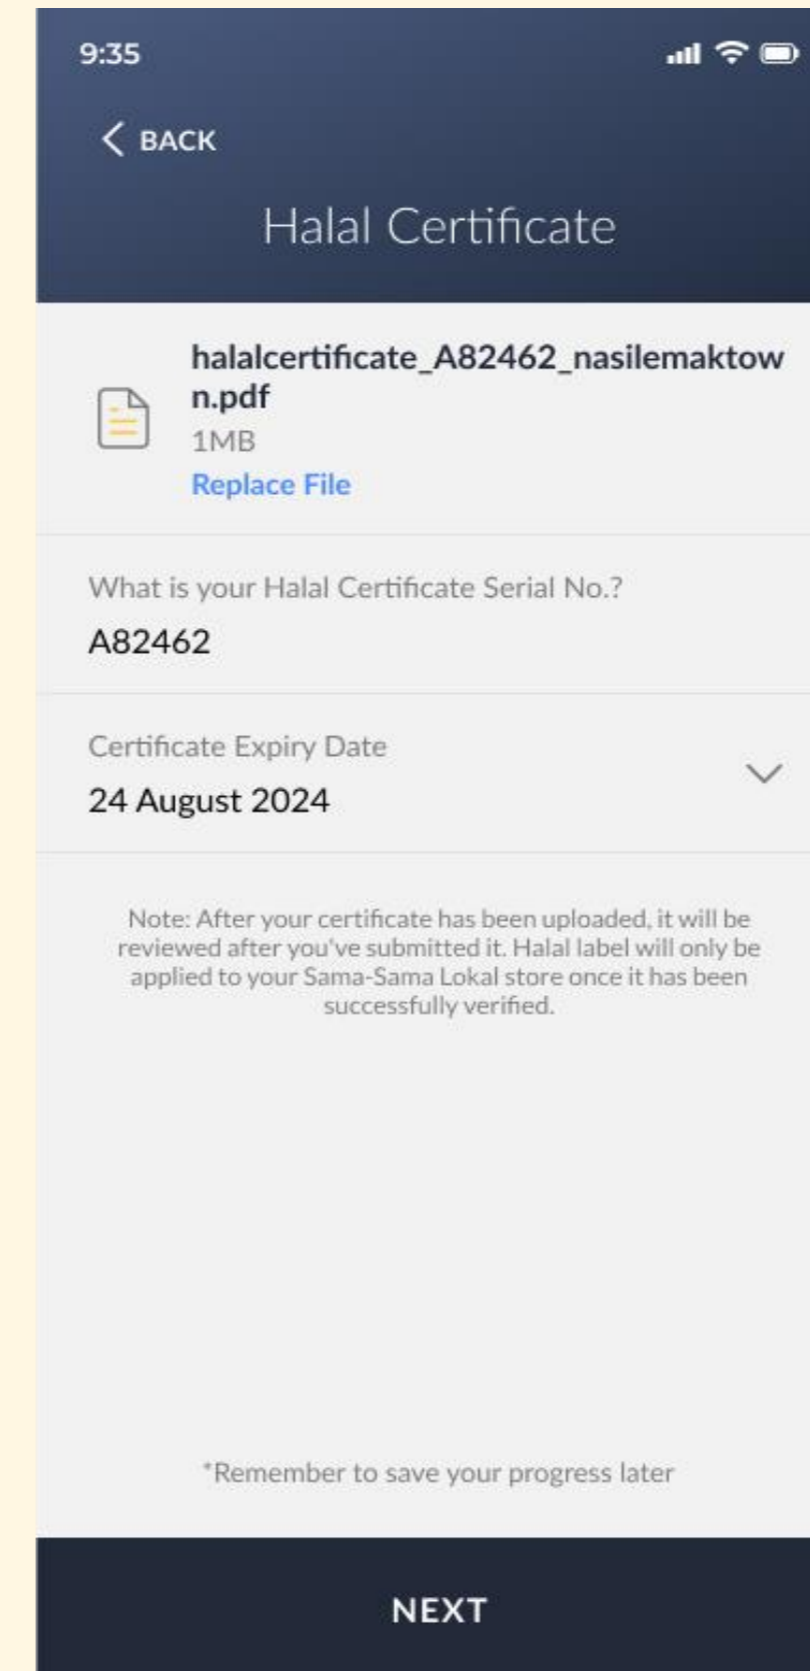 9:35
BACK
Halal Certificate
halalcertificate_A82462_nasilemaktow
n.pdf
1MB
Replace File
What is your Halal Certificate Serial No.?
A82462
Certificate Expiry Date
24 August 2024
Note: After your certificate has been uploaded, it will be
reviewed after you've submitted it. Halal label will only be
applied to your Sama-Sama Lokal store once it has been
successfully verified.
*Remember to save your progress later
NEXT